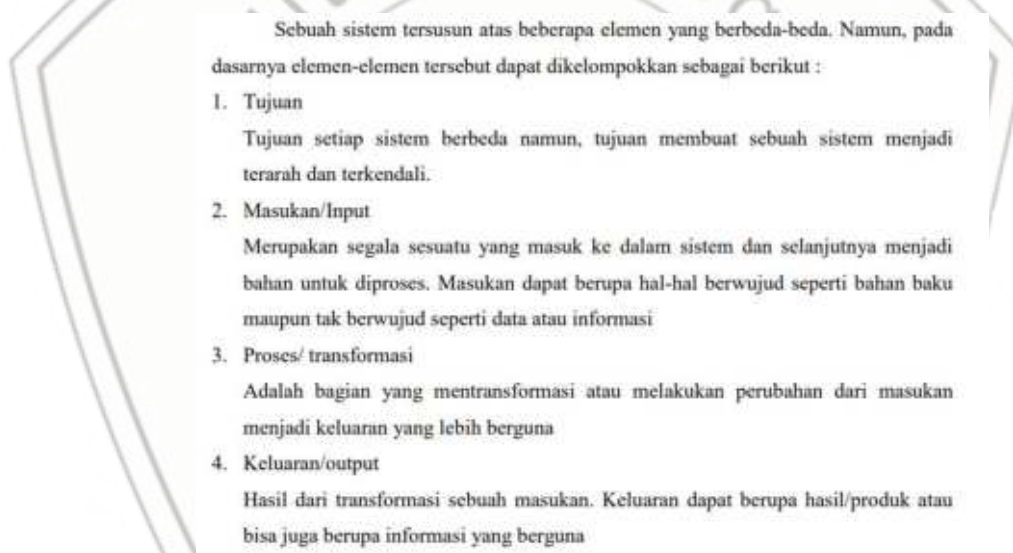 Sebuah sistem tersusun atas beberapa elemen yang berbeda-beda. Namun, pada
dasarnya elemen-elemen tersebut dapat dikelompokkan sebagai berikut :
1. Tujuan
Tujuan setiap sistem berbeda namun, tujuan membuat sebuah sistem menjadi
terarah dan terkendali.
2. Masukan/Input
Merupakan segala sesuatu yang masuk ke dalam sistem dan selanjutnya menjadi
bahan untuk diproses. Masukan dapat berupa hal-hal berwujud seperti bahan baku
maupun tak berwujud seperti data atau informasi
3. Proses/ transformasi
Adalah bagian yang mentransformasi atau melakukan perubahan dari masukan
menjadi keluaran yang lebih berguna
4. Keluaran/output
Hasil dari transformasi sebuah masukan. Keluaran dapat berupa hasil/produk atau
bisa juga berupa informasi yang berguna